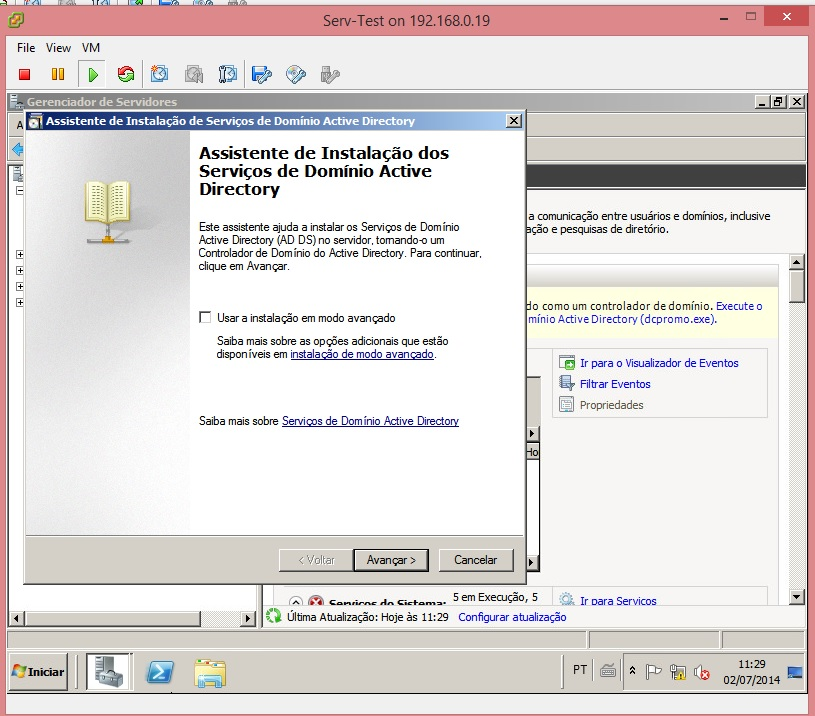 Serv-Test on 192.168.0.19
File View VM
Gerenciador de Servidores
Assistente de Instalação de Serviços de Domínio Active Directory
Assistente de Instalação dos
Serviços de Domínio Active
Directory
Este assistente ajuda a instalar os Serviços de Domínio
Active Directory (AD DS) no servidor, tornando-o um
Controlador de Domínio do Active Directory. Para continuar,
clique em Avançar.
Usar a instalação em modo avançado
Saiba mais sobre as opções adicionais que estão
disponíveis em instalação de modo avançado.
Saiba mais sobre Serviços de Domínio Active Directory
< Voltar
Avançar >
Cancelar
a comunicação entre usuários e domínios, inclusive
ação e pesquisas de diretório.
do como um controlador de domínio. Execute o
mínio Active Directory (dcpromo.exe).
Ir para o Visualizador de Eventos
Filtrar Eventos
Propriedades
Ho
Serviços do Sistema: 5 em Execução, 5
Ir para Serviços
Última Atualização: Hoje às 11:29 Configurar atualização
Iniciar
PT
11:29
02/07/2014